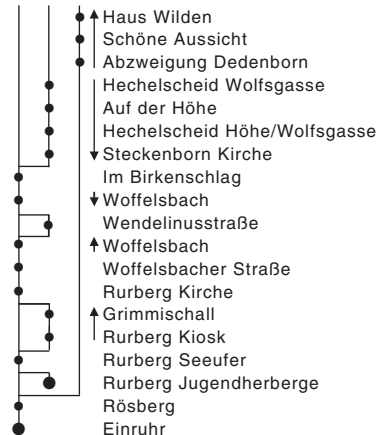 Haus Wilden
Schöne Aussicht
Abzweigung Dedenborn
Hechelscheid Wolfsgasse
Auf der Höhe
Hechelscheid Höhe/Wolfsgasse
Steckenborn Kirche
Im Birkenschlag
Woffelsbach
Wendelinusstraße
Woffelsbach
Woffelsbacher Straße
Rurberg Kirche
Grimmischall
Rurberg Kiosk
Rurberg Seeufer
Rurberg Jugendherberge
Rösberg
Einruhr